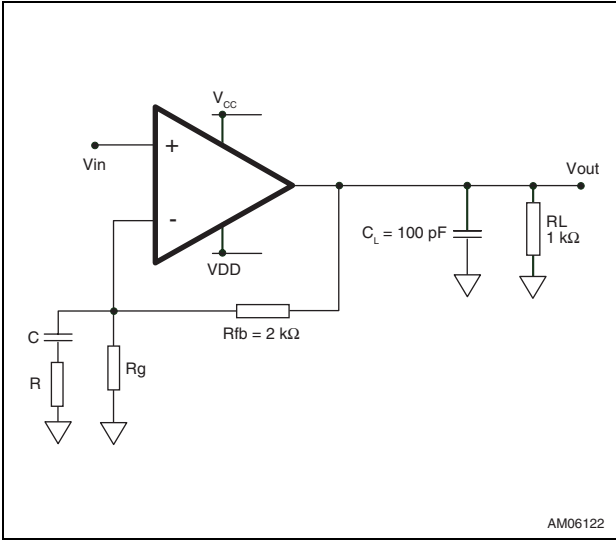 V_CC
+
Vin
Vout
-
C_L = 100 pF
RL
1 kΩ
VDD
C
Rfb = 2 kΩ
R
Rg
AM06122